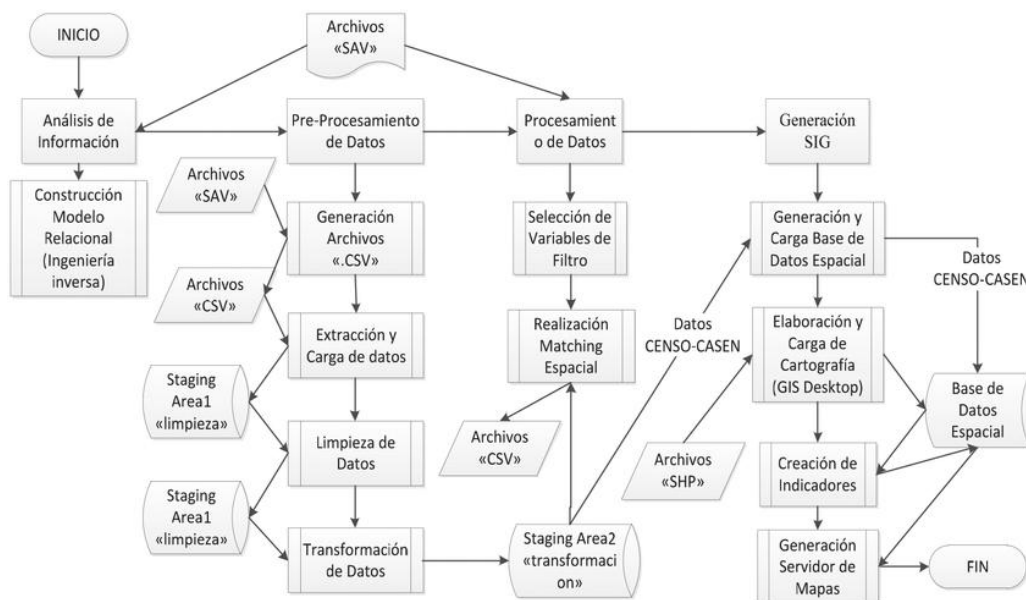 INICIO
Archivos
«SAV»
Análisis de
Información
Pre-Procesamiento
de Datos
Procesamient
o de Datos
Generación
SIG
Construcción
Modelo
Relacional
(Ingeniería
inversa)
Archivos
«SAV»
Generación
Archivos
«.CSV»
Archivos
«CSV»
Extracción y
Carga de datos
Staging
Area1
«limpieza»
Limpieza de
Datos
Staging
Area1
«limpieza»
Transformación
de Datos
Selección de
Variables de
Filtro
Realización
Matching
Espacial
Archivos
«CSV»
Staging Area2
«transformaci
on»
Datos
CENSO-CASEN
Generación y
Carga Base de
Datos Espacial
Datos
CENSO-CASEN
Elaboración y
Carga de
Cartografía
(GIS Desktop)
Base de
Datos
Espacial
Archivos
«SHP»
Creación de
Indicadores
Generación
Servidor de
Mapas
FIN